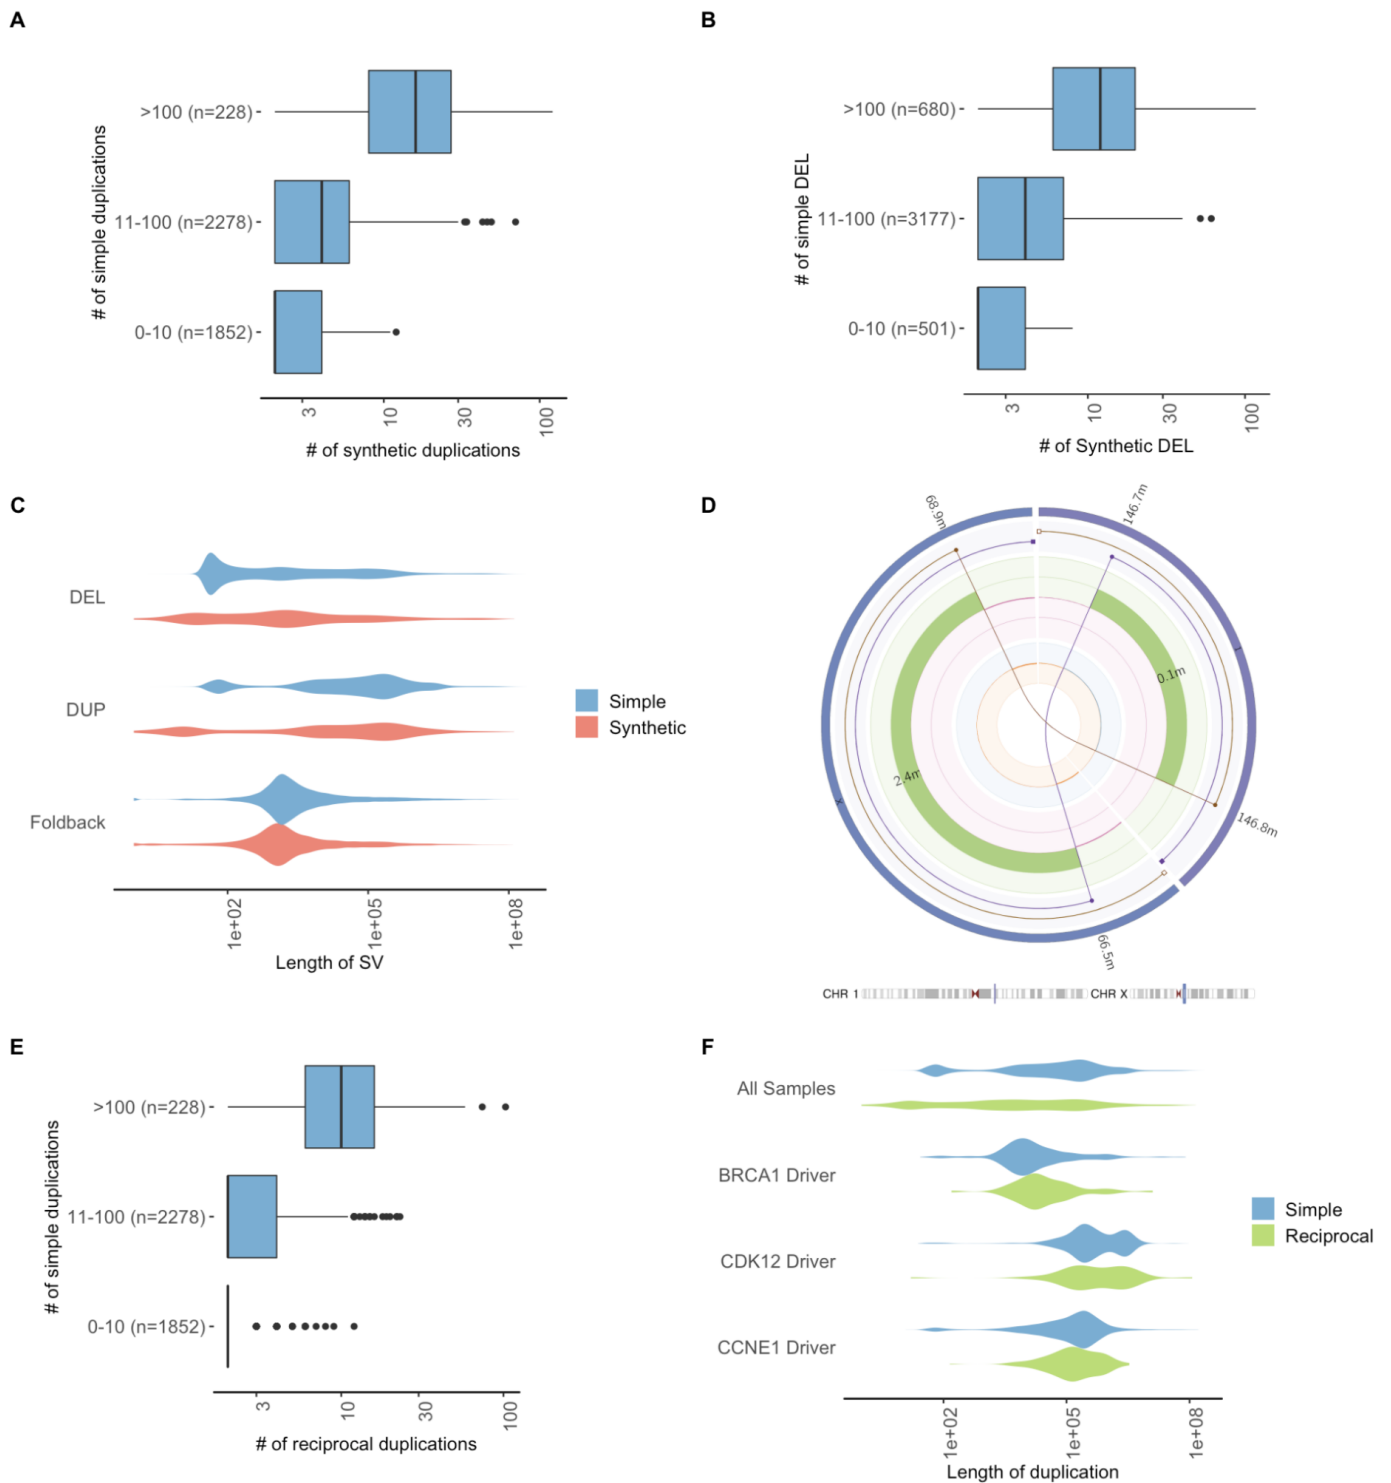 A
# of simple duplications
>100 (n=228)
11-100 (n=2278)
0-10 (n=1852)
3
10
30
100
# of synthetic duplications
B
# of simple DEL
>100 (n=680)
11-100 (n=3177)
0-10 (n=501)
3
10
30
100
# of Synthetic DEL
C
DEL
DUP
Foldback
Simple
Synthetic
1e+02
1e+05
1e+08
Length of SV
D
68.9m
146.7m
0.1m
2.4m
146.8m
66.5m
1
X
CHR 1
CHR X
E
# of simple duplications
>100 (n=228)
11-100 (n=2278)
0-10 (n=1852)
3
10
30
100
# of reciprocal duplications
F
All Samples
BRCA1 Driver
CDK12 Driver
CCNE1 Driver
Simple
Reciprocal
1e+02
1e+05
1e+08
Length of duplication